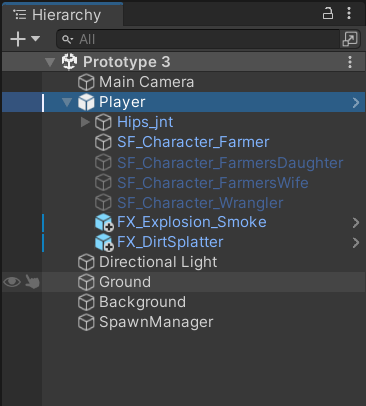 Hierarchy
All
Prototype 3
Main Camera
Player
Hips_jnt
SF_Character_Farmer
SF_Character_FarmersDaughter
SF_Character_FarmersWife
SF_Character_Wrangler
FX_Explosion_Smoke
FX_DirtSplatter
Directional Light
Ground
Background
SpawnManager